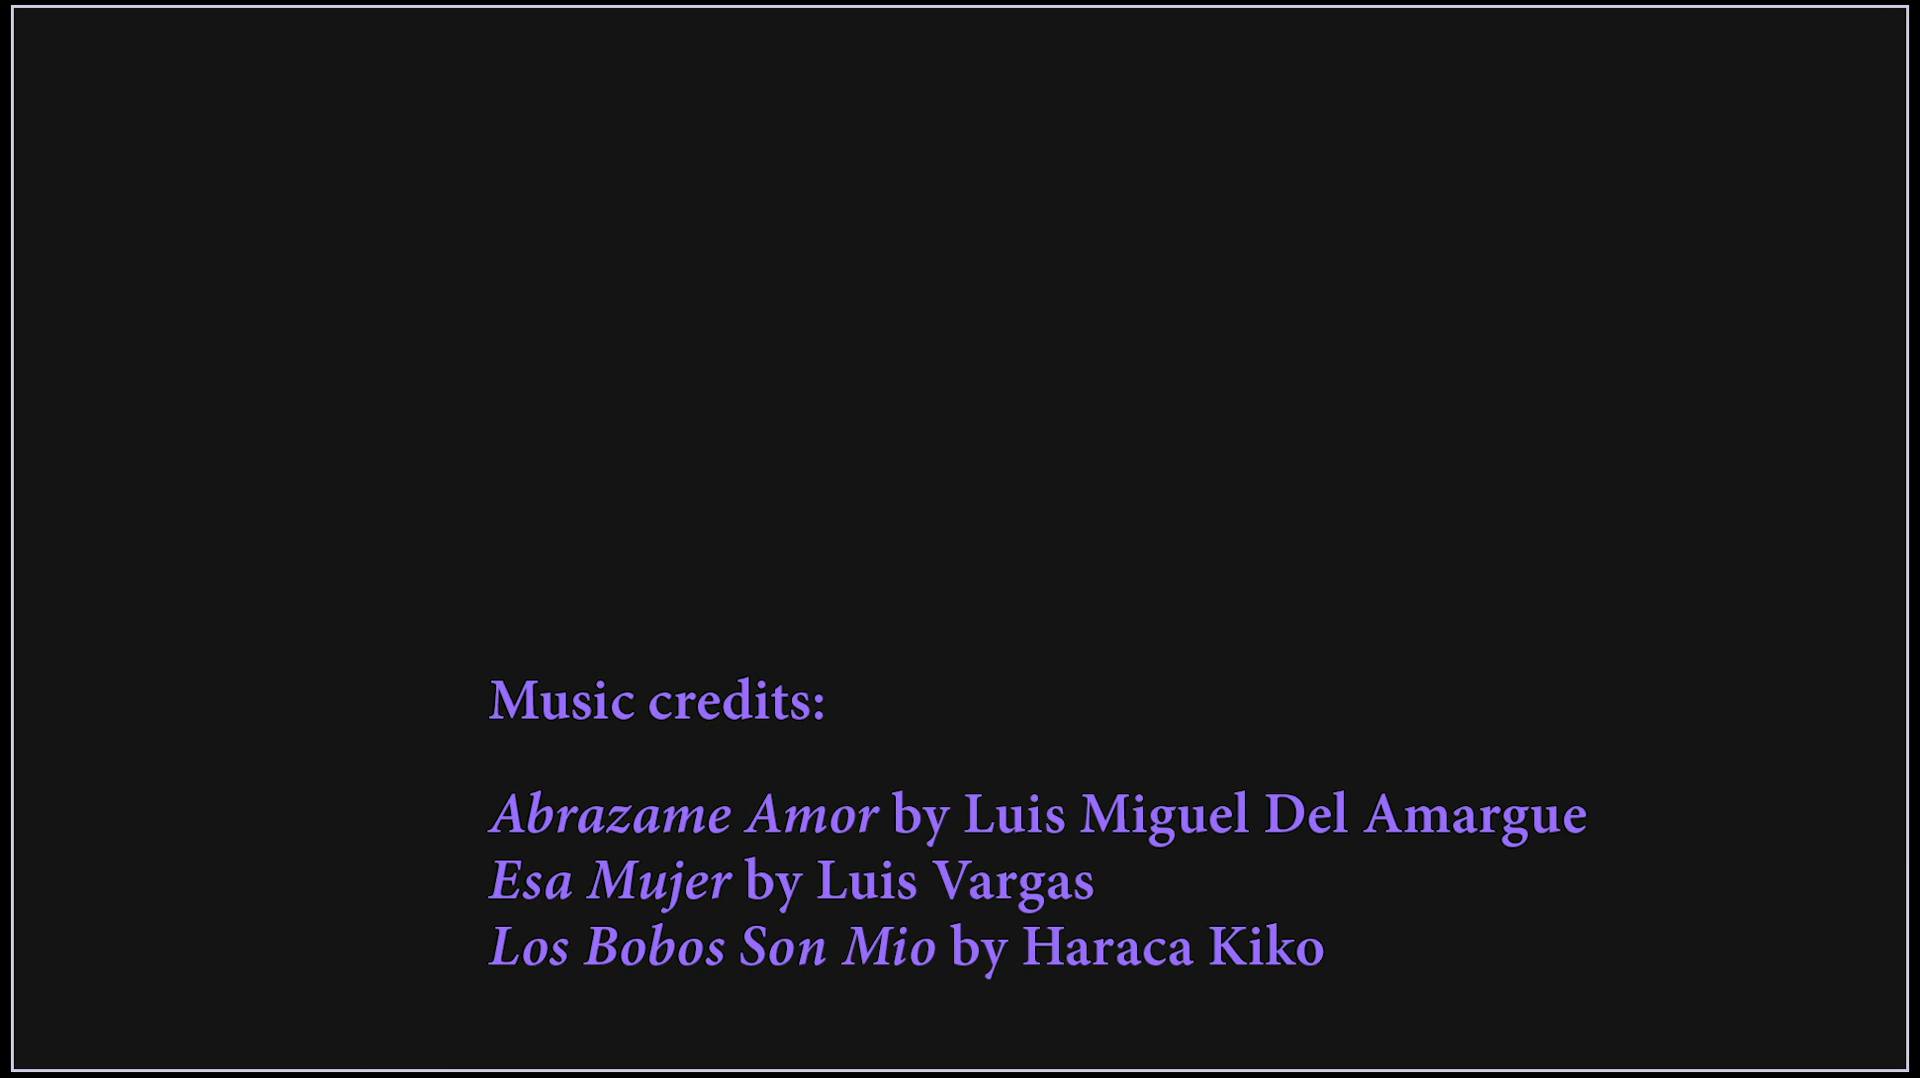 Music credits:
Abrazame Amor by Luis Miguel Del Amargue
Esa Mujer by Luis Vargas
Los Bobos Son Mio by Haraca Kiko